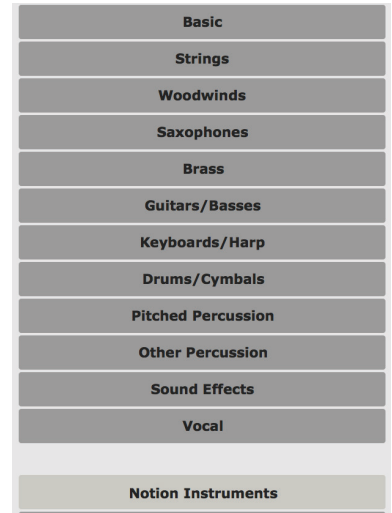 Basic
Strings
Woodwinds
Saxophones
Brass
Guitars/Basses
Keyboards/Harp
Drums/Cymbals
Pitched Percussion
Other Percussion
Sound Effects
Vocal
Notion Instruments